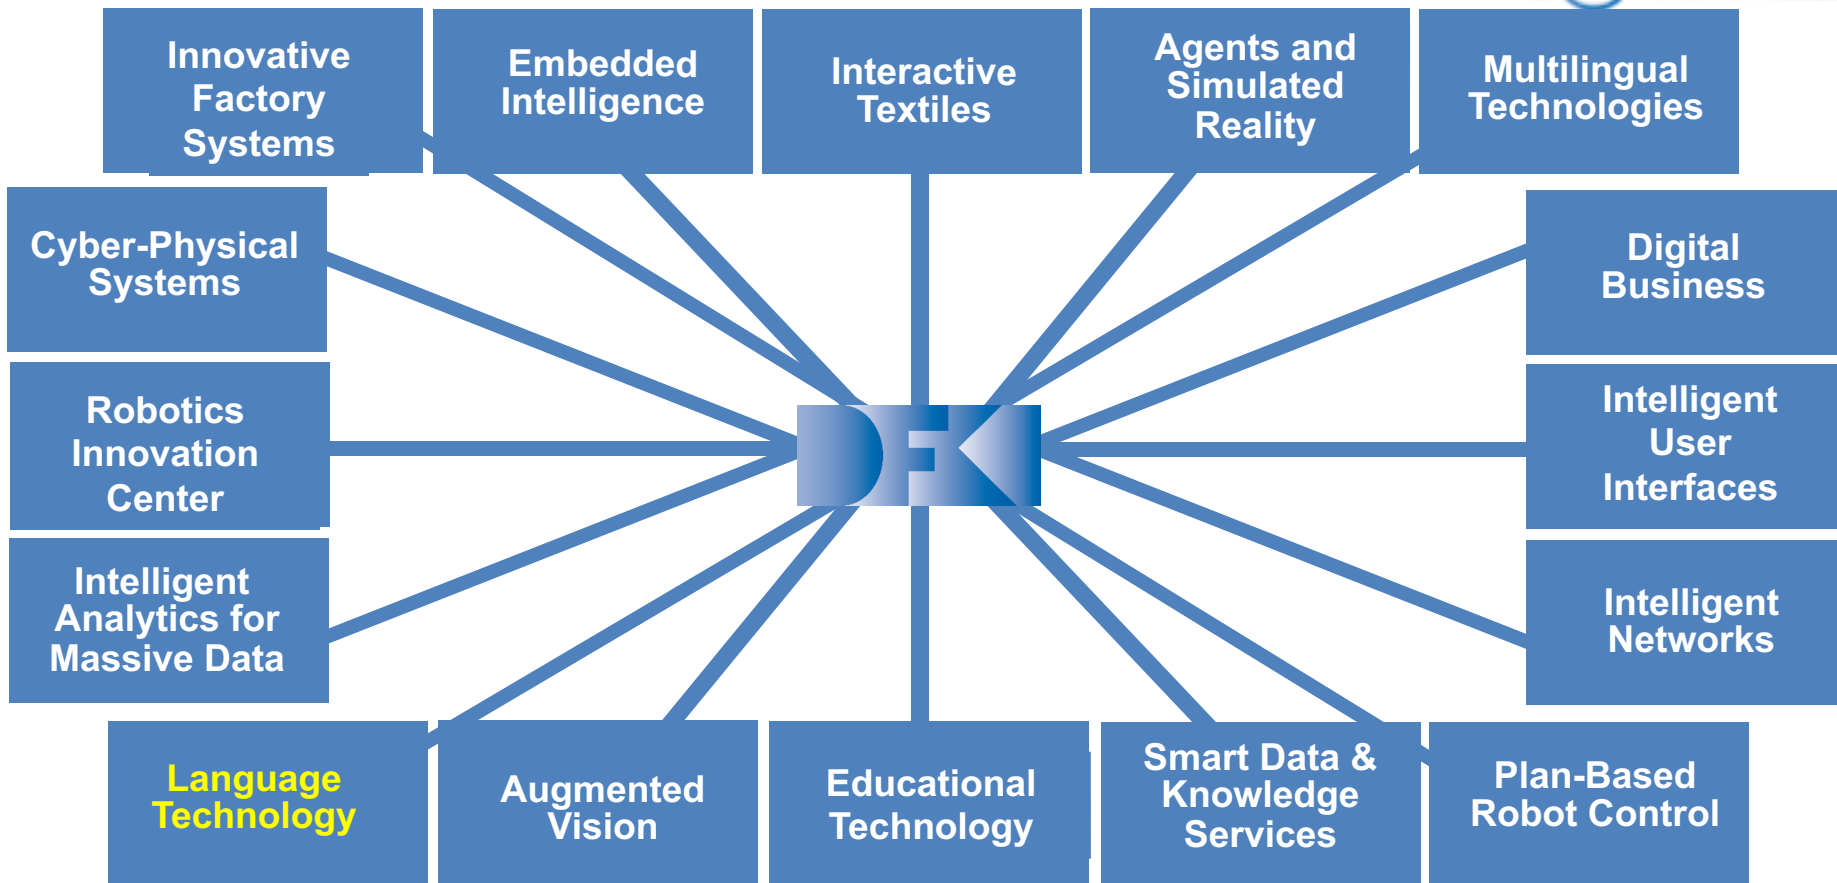 Innovative
Factory
Systems
Embedded
Intelligence
Interactive
Textiles
Agents and
Simulated
Reality
Multilingual
Technologies
Cyber-Physical
Systems
Digital
Business
Robotics
Innovation
Center
DFKI
Intelligent
User
Interfaces
Intelligent
Analytics for
Massive Data
Intelligent
Networks
Language
Technology
Augmented
Vision
Educational
Technology
Smart Data &
Knowledge
Services
Plan-Based
Robot Control